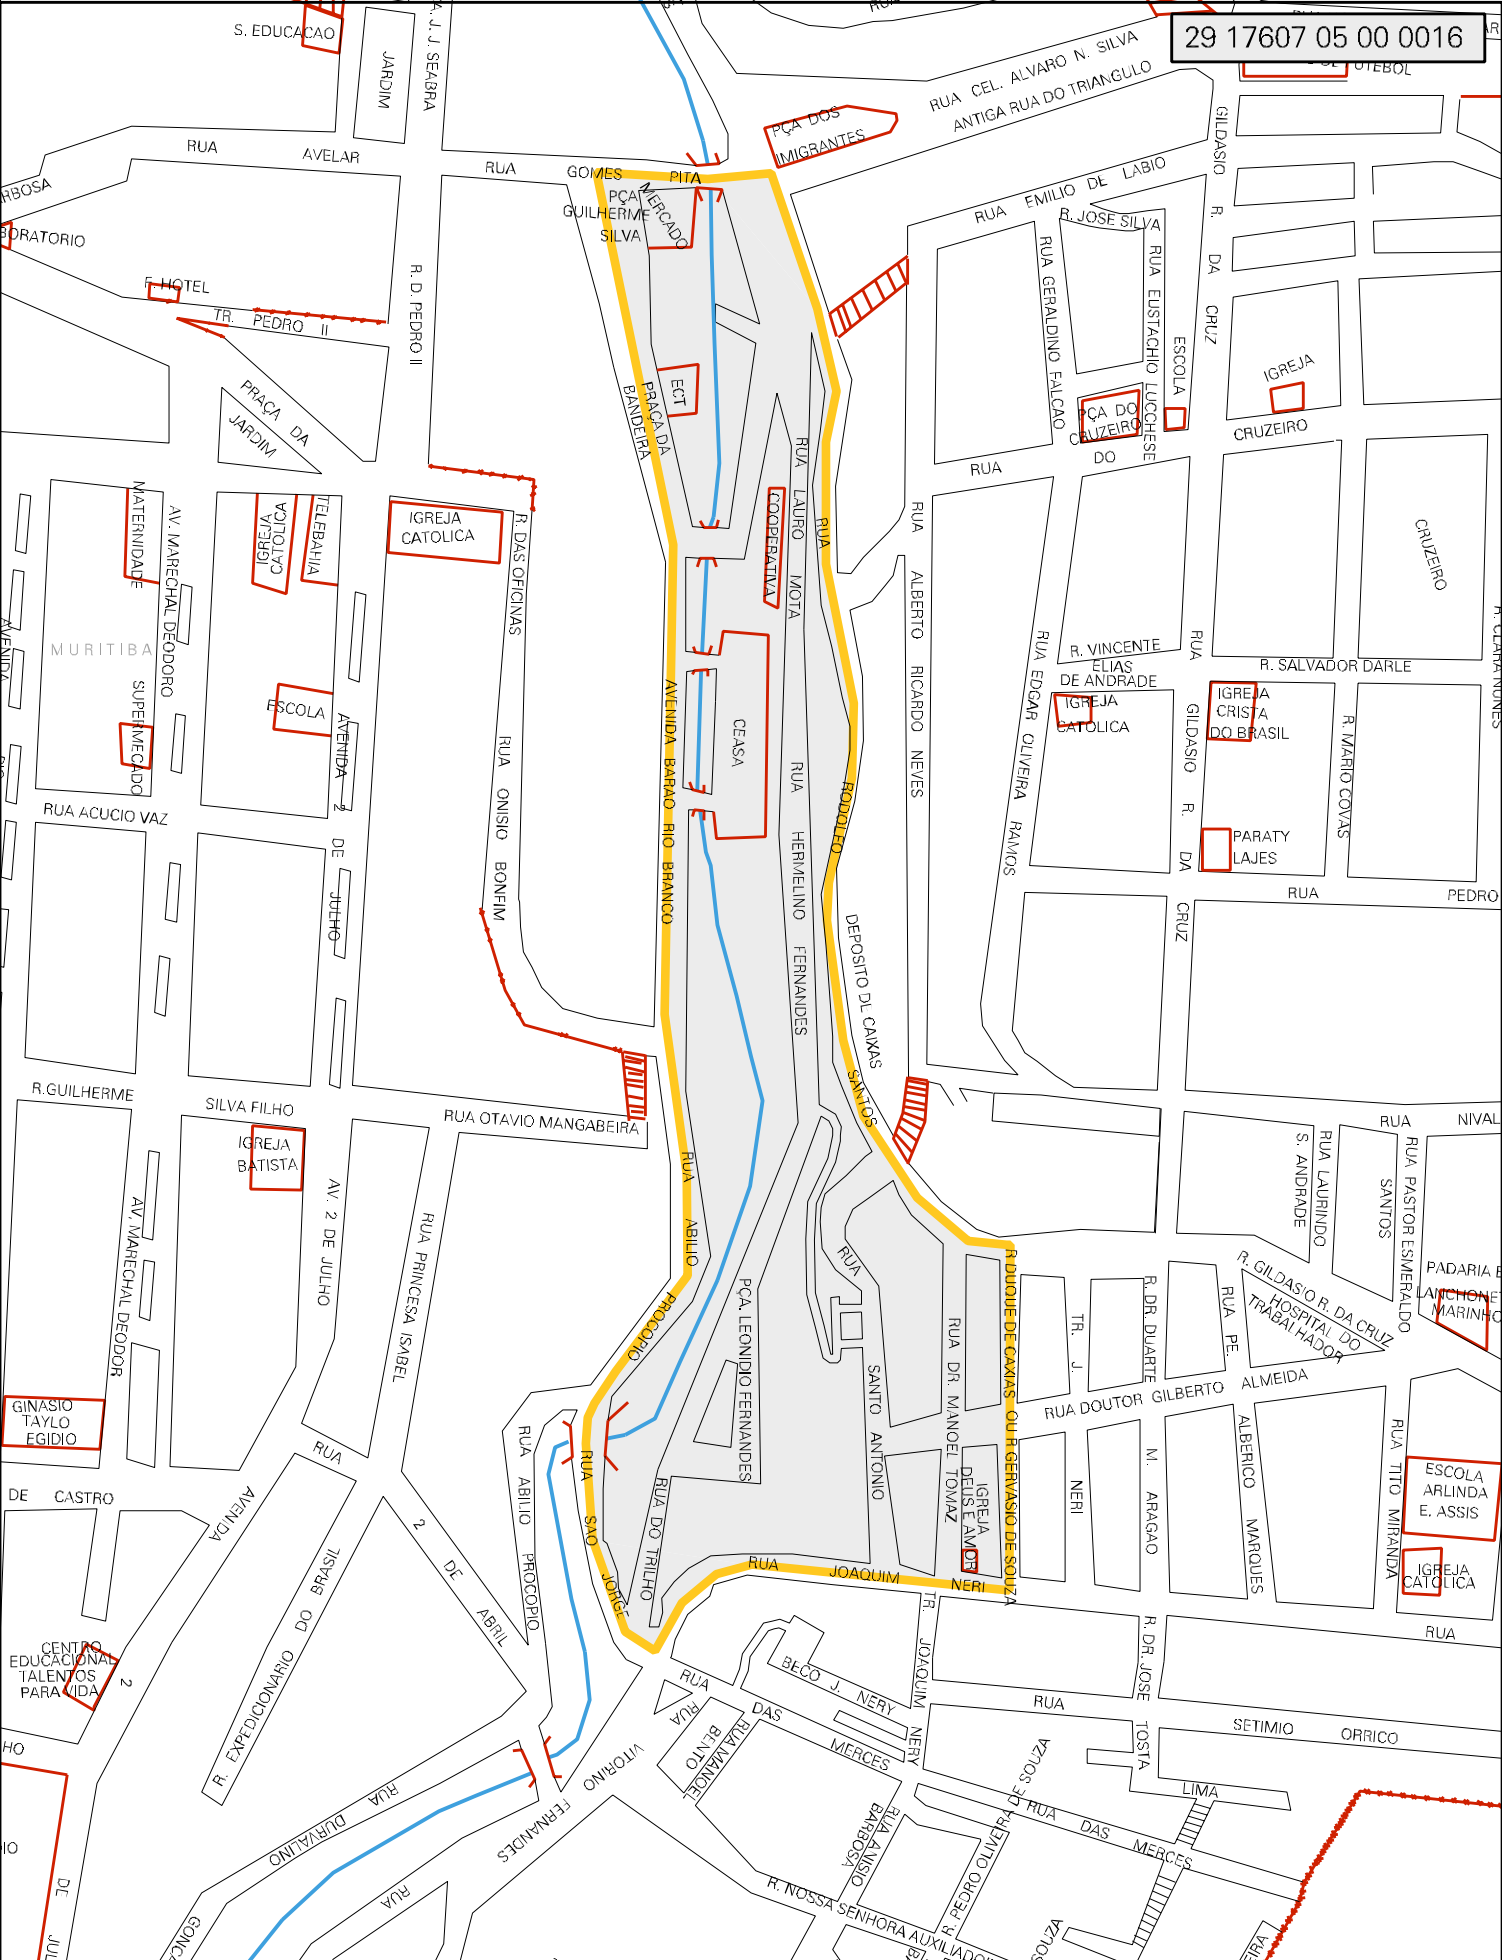 29 17607 05 00 0016
S. EDUCACAO
JARDIM
J. J. SEABRA
RUA CEL. ALVARO N. SILVA
ANTIGA RUA DO TRIANGULO
PÇA DOS
IMIGRANTES
RUA AVELAR
RUA GOMES PITA
PÇA
GUILHERME
SILVA
MERCADO
RUA EMILIO DE LABIO
R. JOSE SILVA
GILDASIO R. DA CRUZ
F. HOTEL
TR. PEDRO II
R. D. PEDRO II
RUA GERALDINO FALCAO
RUA EUSTACHIO LUCCHESE
ESCOLA
IGREJA
PRAÇA DA
JARDIM
PRAÇA DA
BANDEIRA
ECT
PÇA DO
CRUZEIRO
RUA DO CRUZEIRO
MATERNIDADE
AV. MARECHAL DEODORO
IGREJA
CATOLICA
TELEBAHIA
IGREJA
CATOLICA
R. DAS OFICINAS
COOPERATIVA
RUA LAURO MOTA
RUA RODOLFO SANTOS
RUA ALBERTO RICARDO NEVES
CRUZEIRO
MURITIBA
AVENIDA
SUPERMECADO
ESCOLA
AVENIDA 2 DE JULHO
RUA ONISIO BONFIM
AVENIDA BARAO RIO BRANCO
CEASA
RUA HERMELINO FERNANDES
RUA EDGAR OLIVEIRA RAMOS
R. VINCENTE
ELIAS
DE ANDRADE
IGREJA
CATOLICA
R. SALVADOR DARLE
R. CLARA NUNES
IGREJA
CRISTA
DO BRASIL
R. MARIO COVAS
RUA GILDASIO R. DA CRUZ
PARATY
LAJES
RUA ACUCIO VAZ
RUA PEDRO
DEPOSITO DL CAIXAS
R.GUILHERME SILVA FILHO
RUA OTAVIO MANGABEIRA
IGREJA
BATISTA
AV. MARECHAL DEODOR
AV. 2 DE JULHO
RUA PRINCESA ISABEL
RUA ABILIO PROCOPIO
RUA NIVAL
S. ANDRADE
RUA LAURINDO
SANTOS
RUA PASTOR ESMERALDO
PADARIA E
LANCHONET
MARINHO
R. GILDASIO R. DA CRUZ
HOSPITAL DO
TRABALHADOR
PÇA. LEONIDIO FERNANDES
RUA SANTO ANTONIO
RUA DR. MANOEL TOMAZ
R DUQUE DE CAXIAS OU R GERVASIO DE SOUZA
TR. J. NERI
R. DR. DUARTE
M. ARAGAO
RUA PE. ALBERICO MARQUES
RUA DOUTOR GILBERTO ALMEIDA
RUA TITO MIRANDA
GINASIO
TAYLO
EGIDIO
RUA
DE CASTRO
AVENIDA
RUA ABILIO PROCOPIO
RUA SAO JORGE
RUA DO TRILHO
IGREJA
DEUS E AMOR
ESCOLA
ARLINDA
E. ASSIS
IGREJA
CATOLICA
RUA JOAQUIM NERI
2 DE ABRIL
R. EXPEDICIONARIO DO BRASIL
CENTRO
EDUCACIONAL
TALENTOS
PARA VIDA
2
BECO J. NERY
TR. JOAQUIM NERY
RUA DAS MERCES
RUA
BENTO
RUA MANOEL
R. DR. JOSE TOSTA
RUA
RUA SETIMIO ORRICO
RUA DURVALINO
VITORINO FERNANDES
RUA
LIMA
RUA DAS MERCES
RUA ANISIO
BARBOSA
R. PEDRO OLIVEIRA DE SOUZA
R. NOSSA SENHORA AUXILIADO
DE